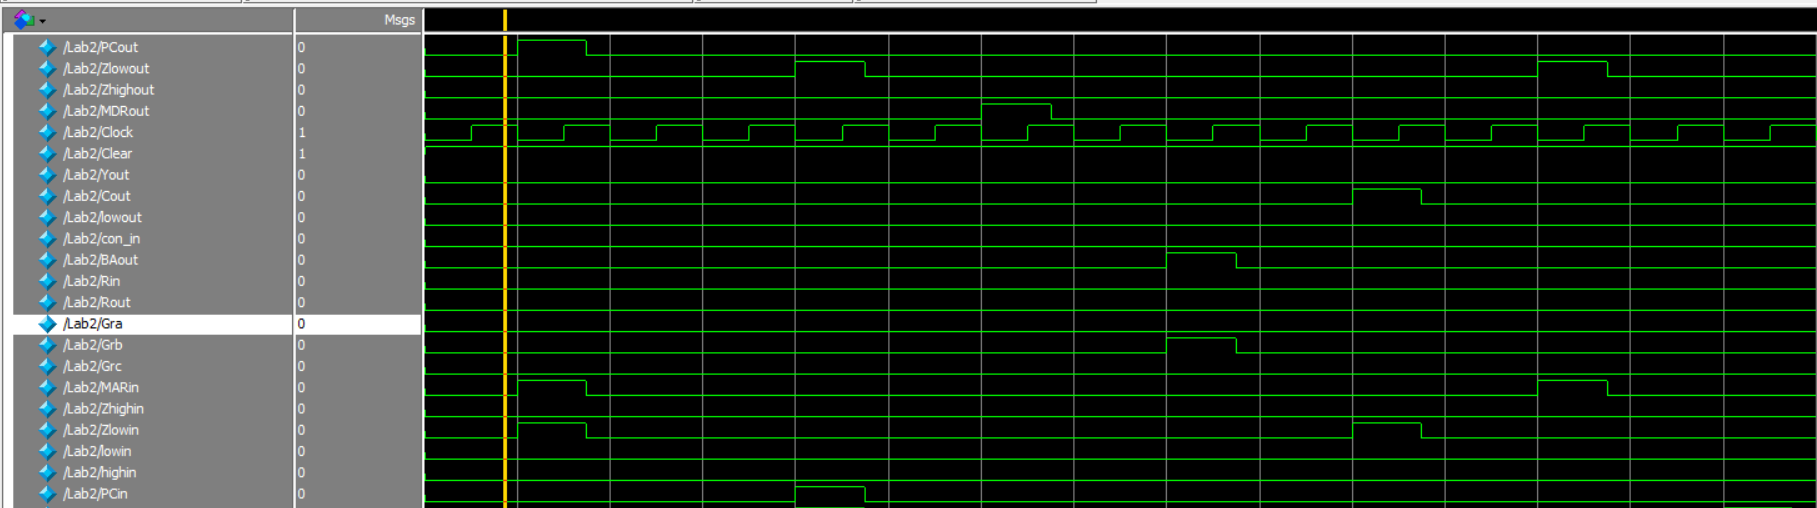 Msgs
/Lab2/PCout 0
/Lab2/Zlowout 0
/Lab2/Zhighout 0
/Lab2/MDRout 0
/Lab2/Clock 1
/Lab2/Clear 1
/Lab2/Yout 0
/Lab2/Cout 0
/Lab2/lowout 0
/Lab2/con_in 0
/Lab2/BAout 0
/Lab2/Rin 0
/Lab2/Rout 0
/Lab2/Gra 0
/Lab2/Grb 0
/Lab2/Grc 0
/Lab2/MARin 0
/Lab2/Zhighin 0
/Lab2/Zlowin 0
/Lab2/lowin 0
/Lab2/highin 0
/Lab2/PCin 0